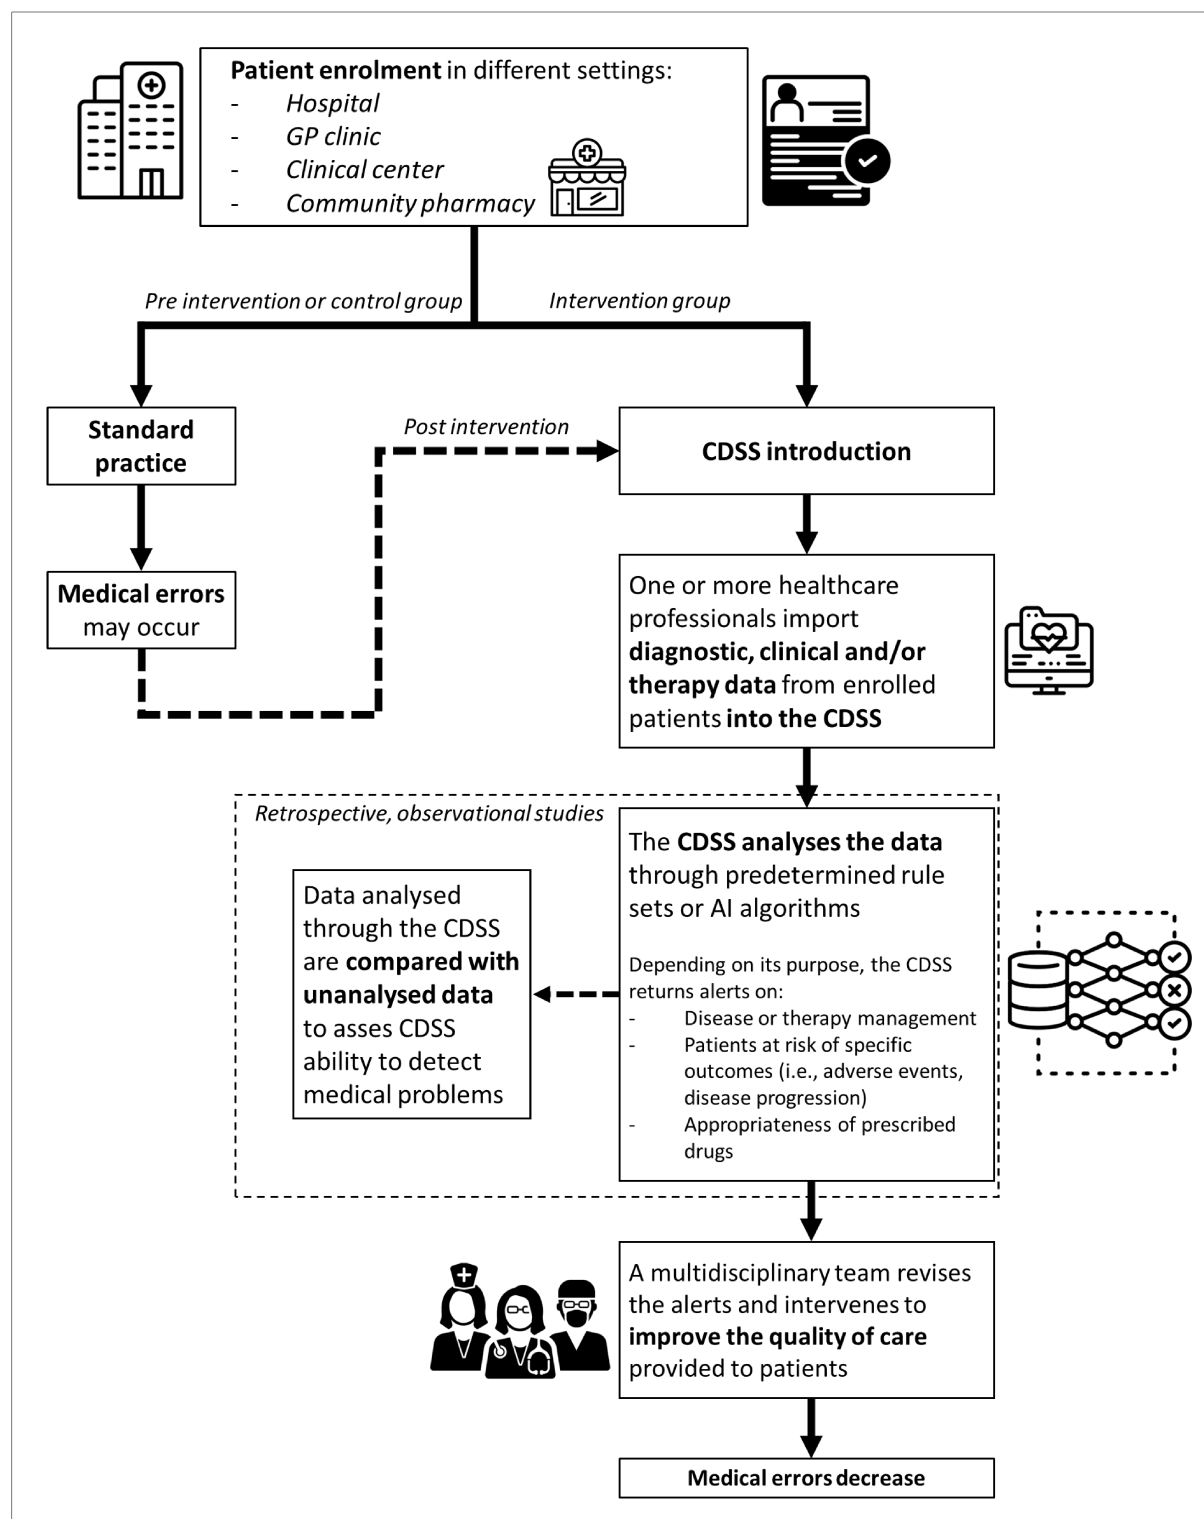 Patient enrolment in different settings:
- Hospital
- GP clinic
- Clinical center
- Community pharmacy
Pre intervention or control group
Intervention group
Standard
practice
Post intervention
CDSS introduction
Medical errors
may occur
One or more healthcare
professionals import
diagnostic, clinical and/or
therapy data from enrolled
patients into the CDSS
Retrospective, observational studies
The CDSS analyses the data
through predetermined rule
sets or AI algorithms
Depending on its purpose, the CDSS
returns alerts on:
- Disease or therapy management
- Patients at risk of specific
outcomes (i.e., adverse events,
disease progression)
- Appropriateness of prescribed
drugs
Data analysed
through the CDSS
are compared with
unanalysed data
to asses CDSS
ability to detect
medical problems
A multidisciplinary team revises
the alerts and intervenes to
improve the quality of care
provided to patients
Medical errors decrease